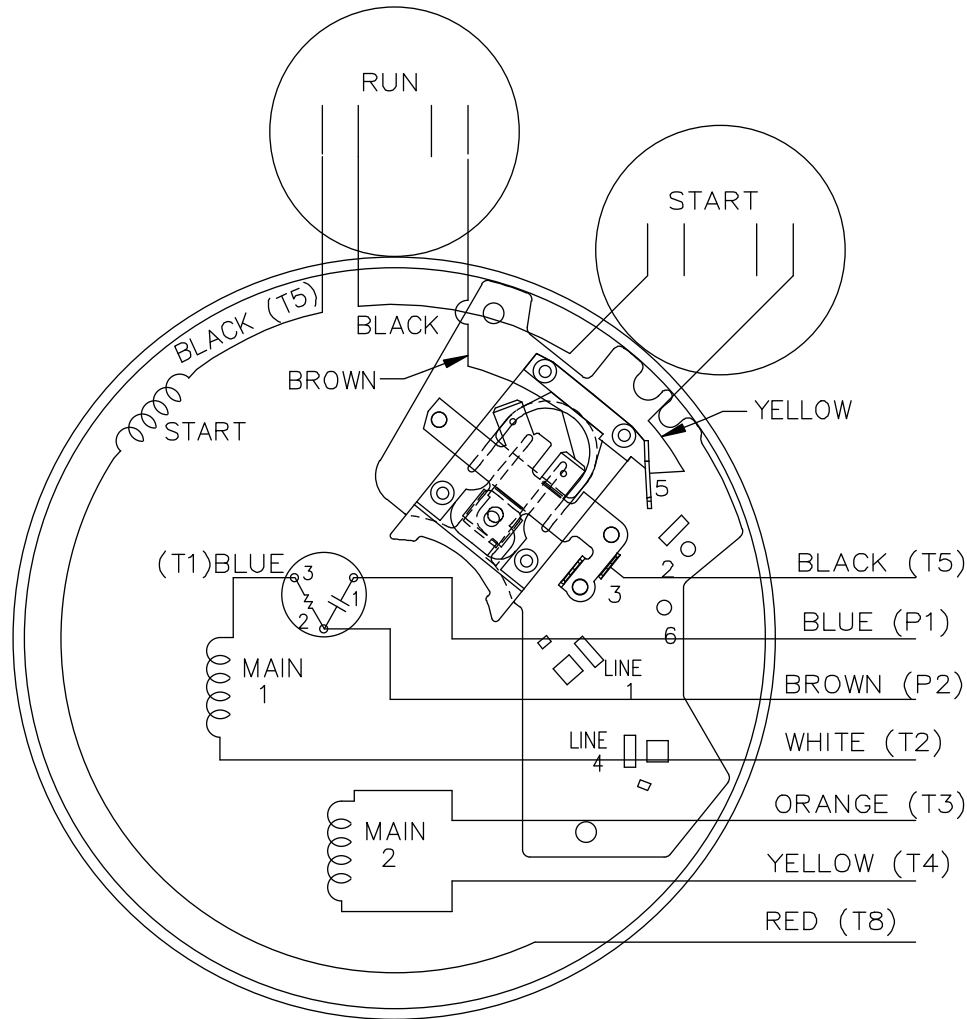 RUN
START
BLACK (T5)
BLACK
BROWN
YELLOW
START
5
2
3
6
(T1)BLUE
3
1
2
MAIN
1
LINE
1
LINE
4
MAIN
2
BLACK (T5)
BLUE (P1)
BROWN (P2)
WHITE (T2)
ORANGE (T3)
YELLOW (T4)
RED (T8)